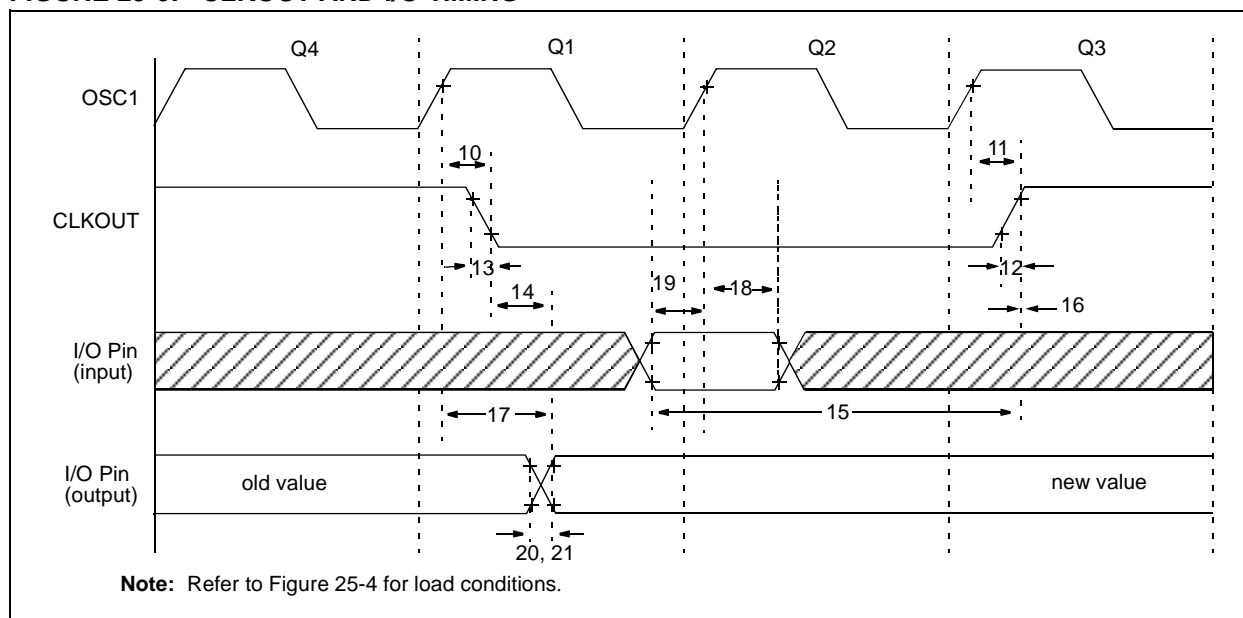 Q4 Q1 Q2 Q3
OSC1
10 11
CLKOUT
13 12
14 19 18 16
I/O Pin
(input)
17 15
I/O Pin
(output)
old value new value
20, 21
Note: Refer to Figure 25-4 for load conditions.